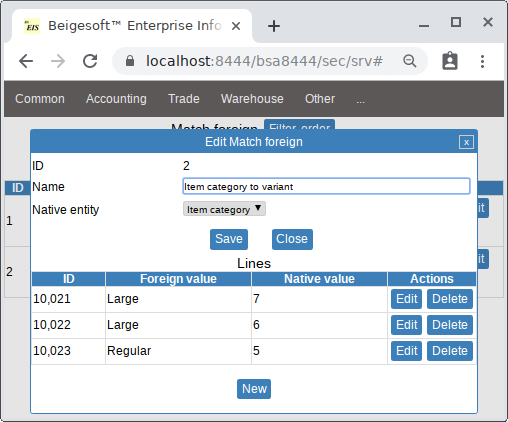 EIS Beigesoft™ Enterprise Info
localhost:8444/bsa8444/sec/srv#
Common Accounting Trade Warehouse Other ...
Match foreign Filter, order
Edit Match foreign x
ID 2
Name Item category to variant
Native entity Item category
Save Close
Lines
ID Foreign value Native value Actions
10,021 Large 7 Edit Delete
10,022 Large 6 Edit Delete
10,023 Regular 5 Edit Delete
New
ID
1
2